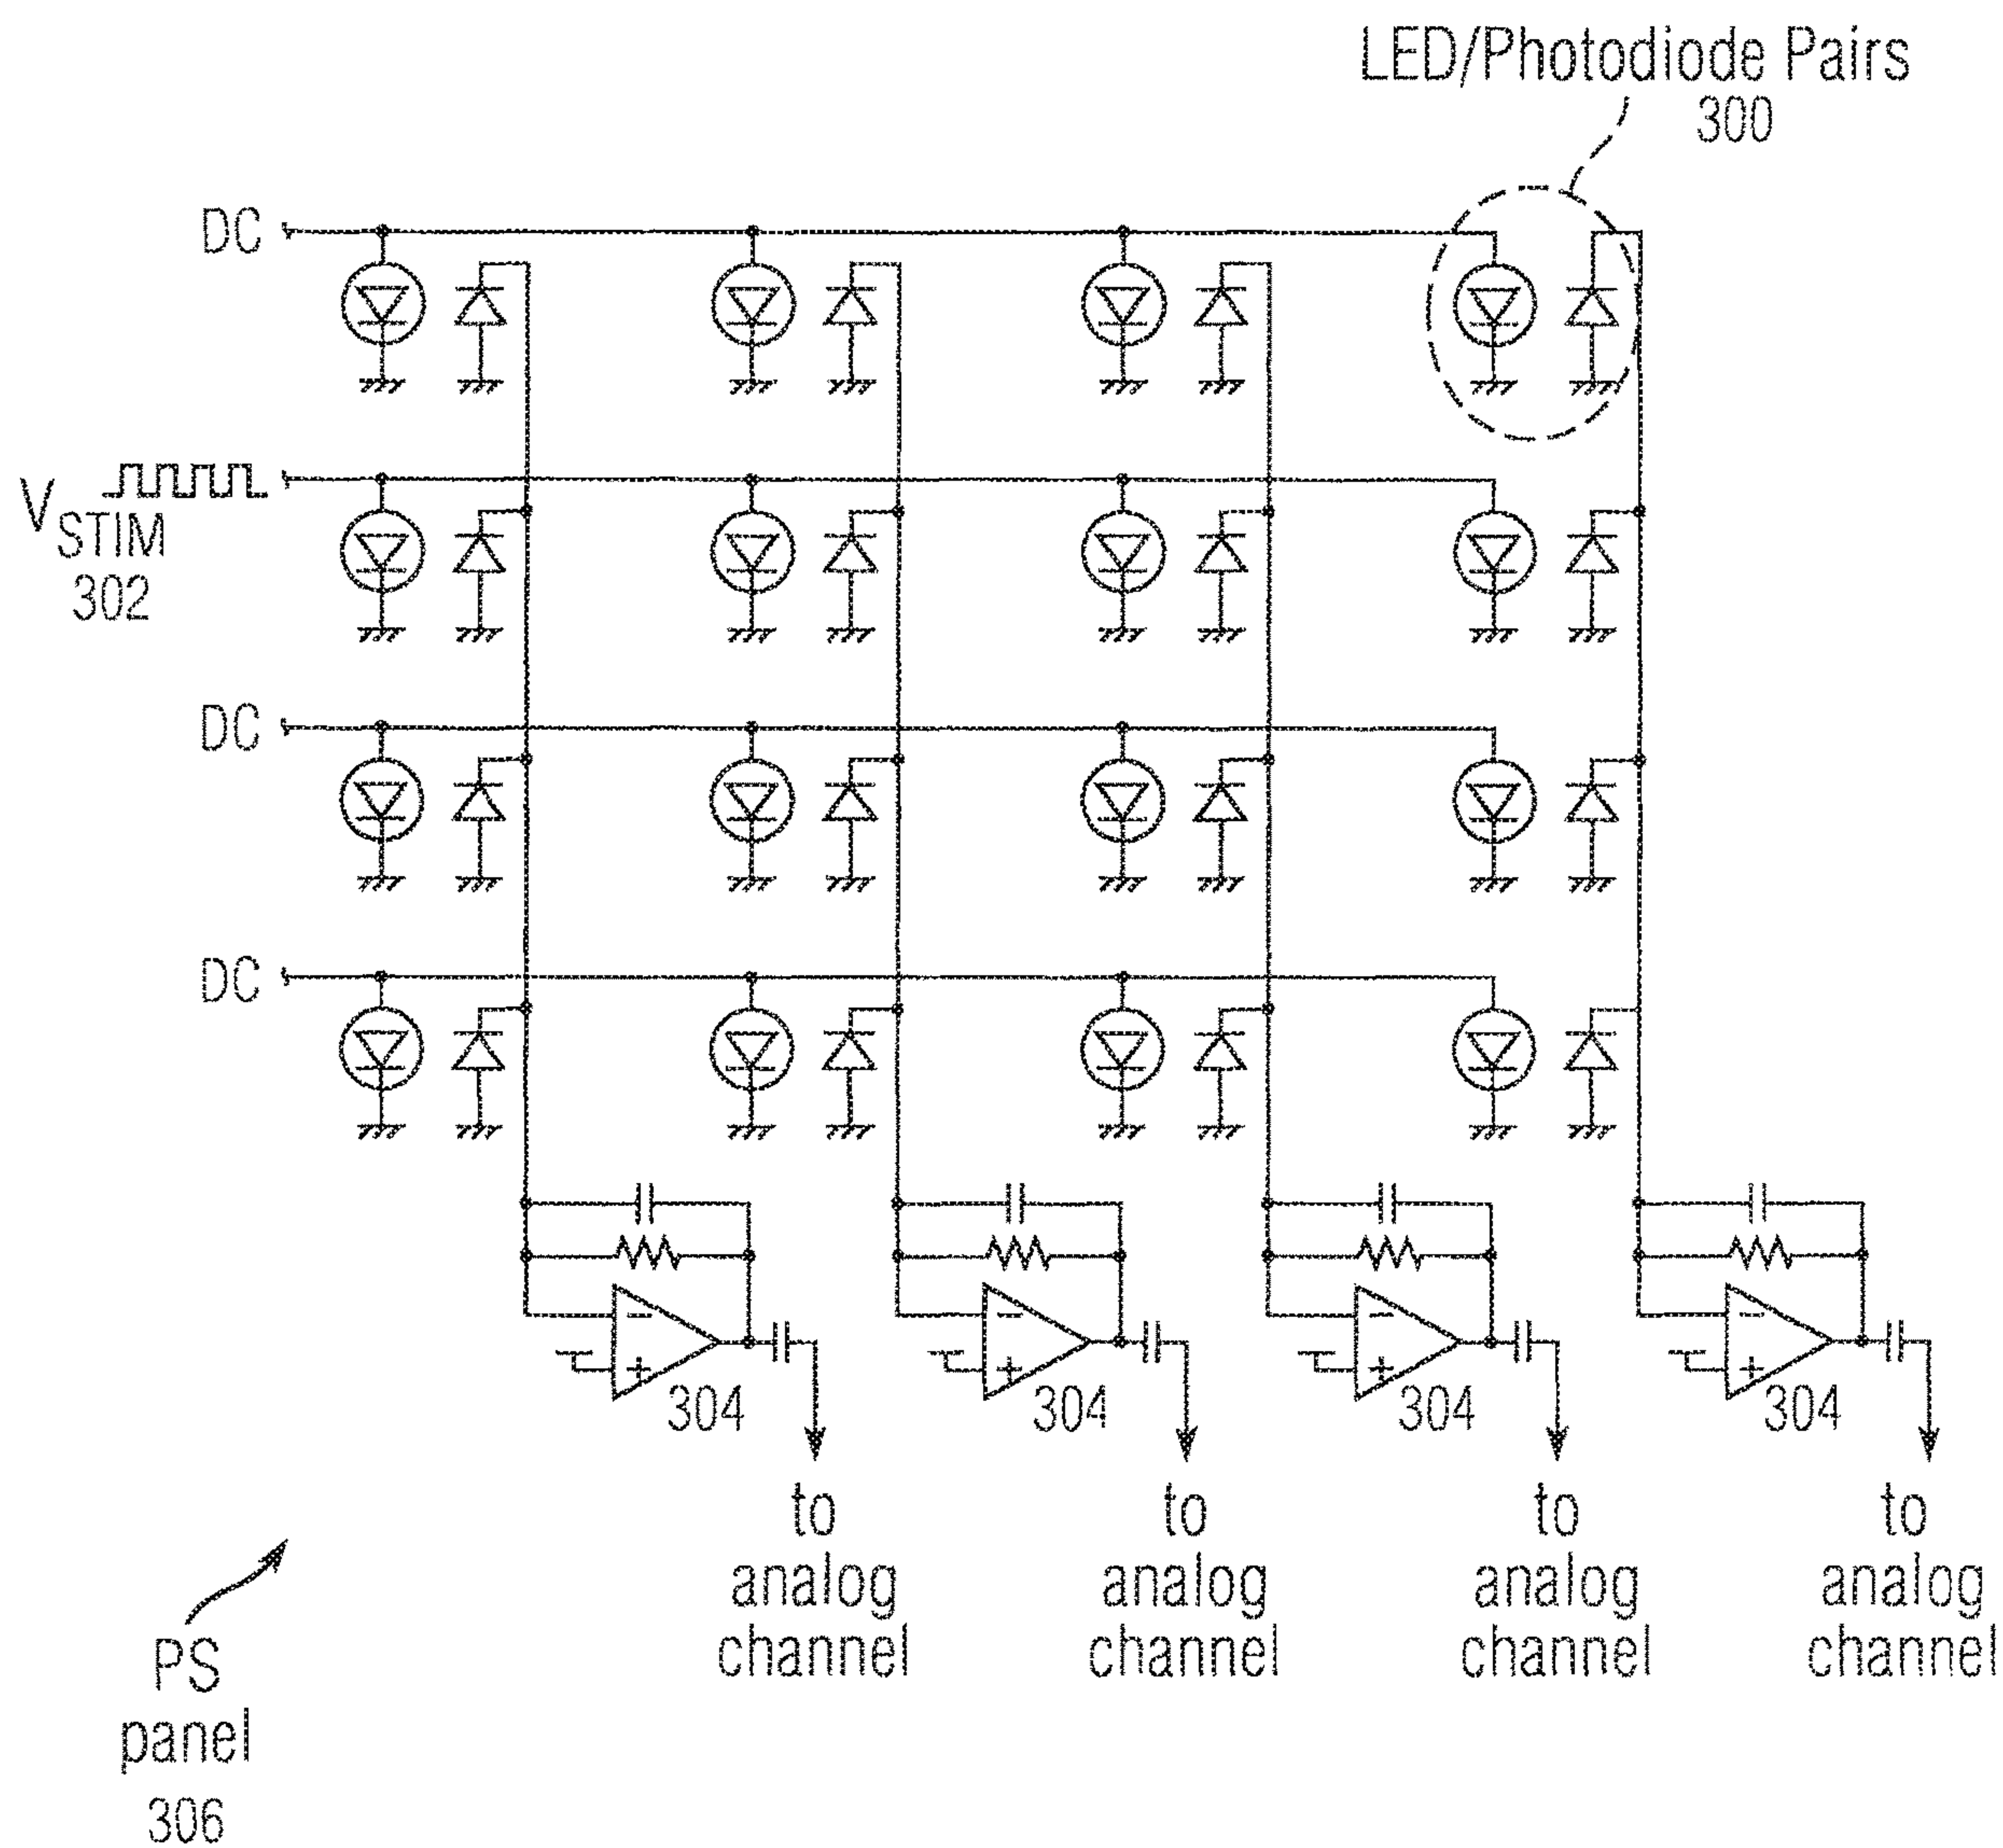 LED/Photodiode Pairs
300
DC
V STIM
302
DC
DC
304
304
304
304
to
analog
channel
to
analog
channel
to
analog
channel
to
analog
channel
PS
panel
306